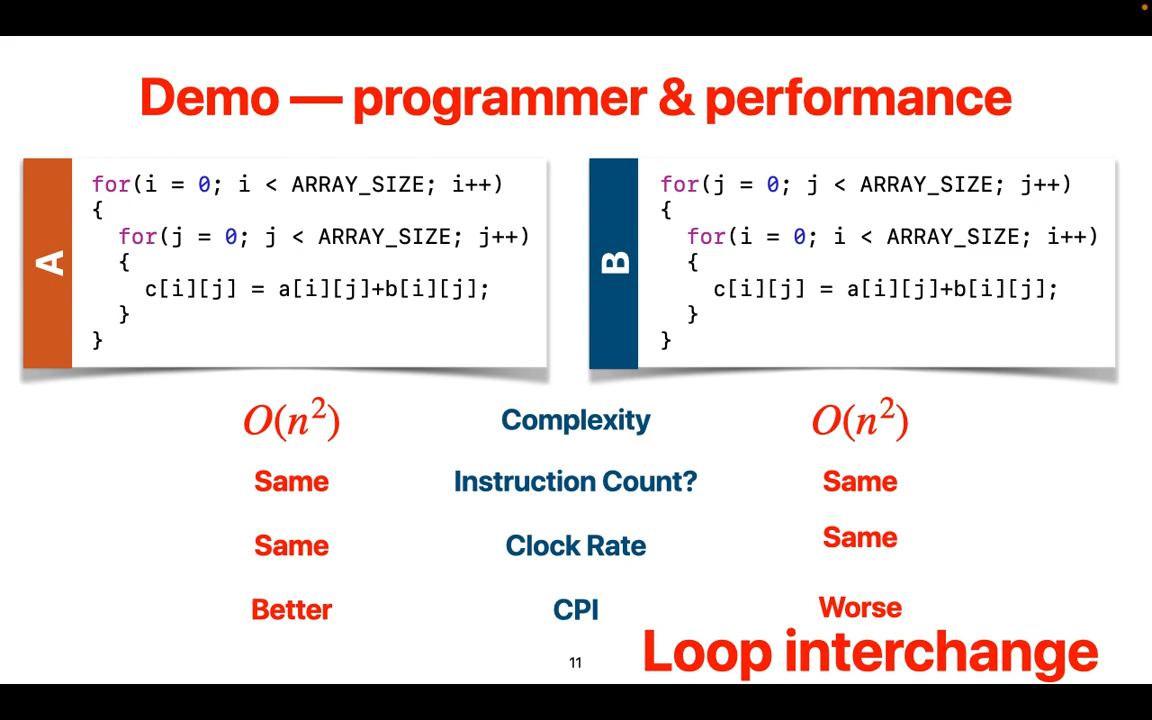 Demo — programmer & performance
A
for(i = 0; i < ARRAY_SIZE; i++)
{
for(j = 0; j < ARRAY_SIZE; j++)
{
c[i][j] = a[i][j]+b[i][j];
}
}
B
for(j = 0; j < ARRAY_SIZE; j++)
{
for(i = 0; i < ARRAY_SIZE; i++)
{
c[i][j] = a[i][j]+b[i][j];
}
}
O(n²) Complexity O(n²)
Same Instruction Count? Same
Same Clock Rate Same
Better CPI Worse
Loop interchange
11